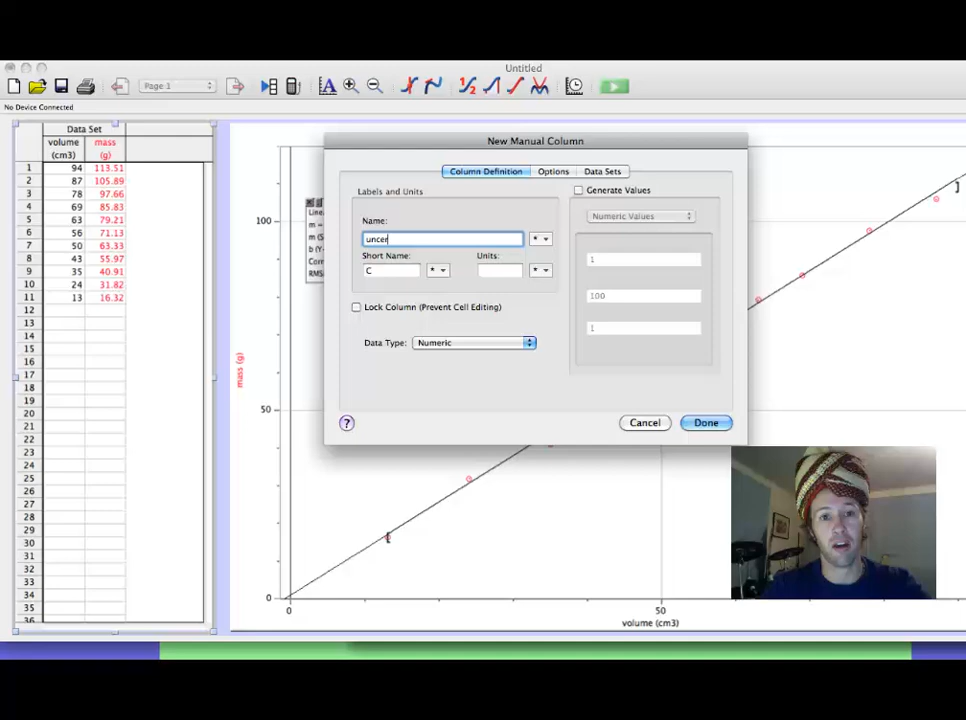 Untitled
Page 1
No Device Connected
Data Set
volume mass
(cm3) (g)
1 94 113.51
2 87 105.89
3 78 97.66
4 69 85.83
5 63 79.21
6 56 71.13
7 50 63.33
8 43 55.97
9 35 40.91
10 24 31.82
11 13 16.32
12
13
14
15
16
17
18
19
20
21
22
23
24
25
26
27
28
29
30
31
32
33
34
35
36
mass (g)
100
50
0
0
50
volume (cm3)
Linea
m =
m (S
b (Y-
Corr
RMS
New Manual Column
Column Definition Options Data Sets
Labels and Units
Name:
uncer
Short Name: Units:
C
Lock Column (Prevent Cell Editing)
Data Type: Numeric
Generate Values
Numeric Values
1
100
1
?
Cancel Done